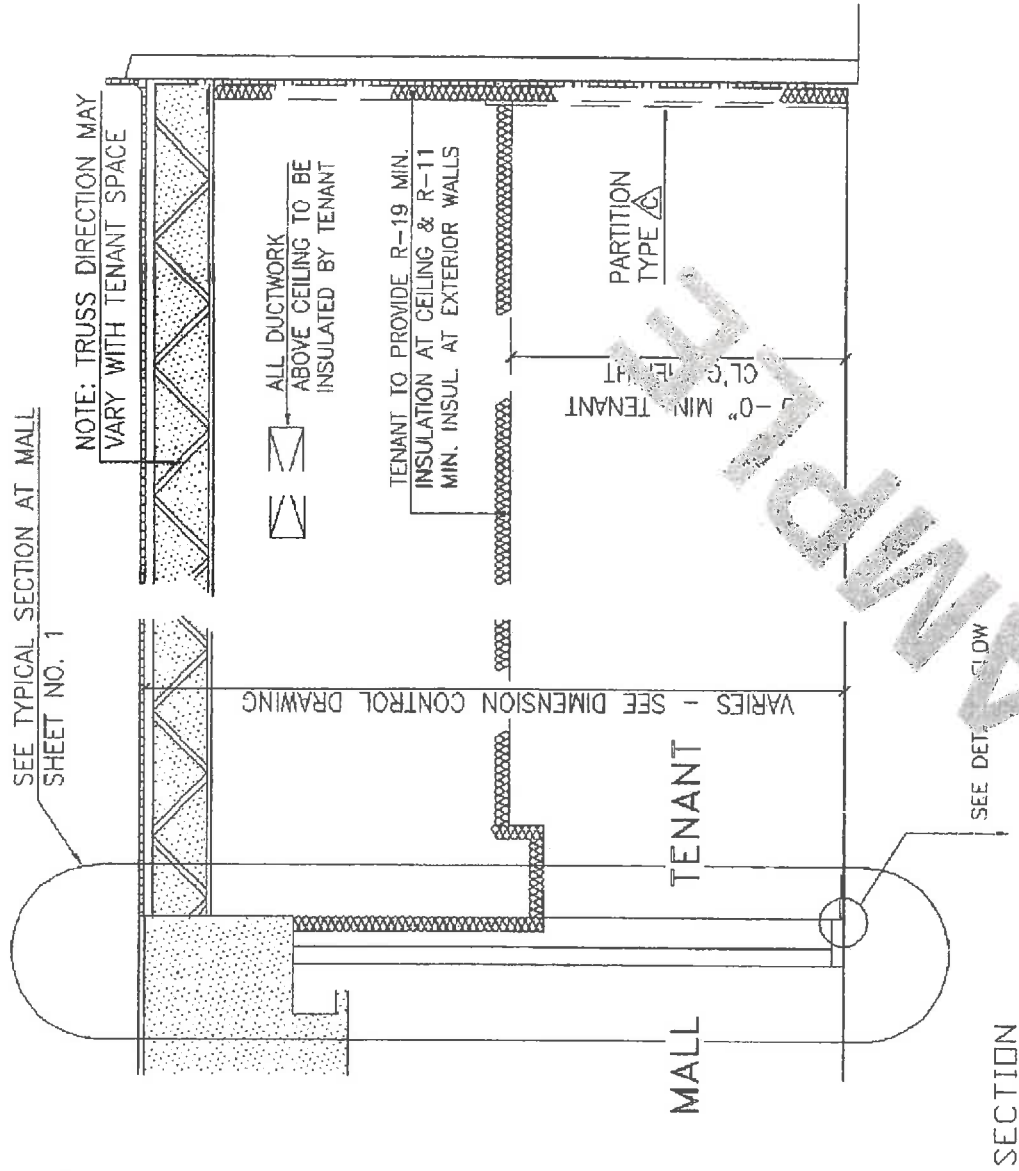 SEE TYPICAL SECTION AT MALL
SHEET NO. 1
NOTE: TRUSS DIRECTION MAY
VARY WITH TENANT SPACE
ALL DUCTWORK
ABOVE CEILING TO BE
INSULATED BY TENANT
TENANT TO PROVIDE R-19 MIN.
INSULATION AT CEILING & R-11
MIN. INSUL. AT EXTERIOR WALLS
PARTITION
TYPE C
-0" MIN. TENANT
VARIES - SEE DIMENSION CONTROL DRAWING
MALL
TENANT
SEE
SECTION